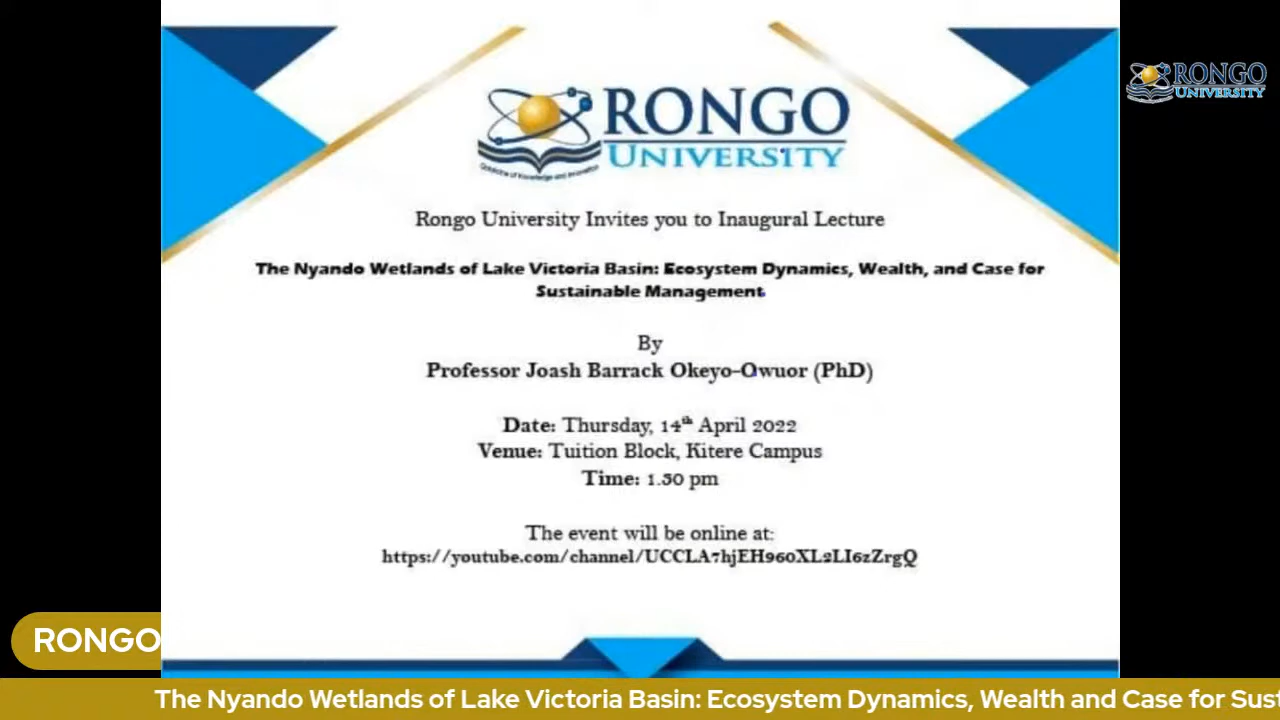 RONGO
UNIVERSITY
RONGO
UNIVERSITY
Rongo University Invites you to Inaugural Lecture
The Nyando Wetlands of Lake Victoria Basin: Ecosystem Dynamics, Wealth, and Case for
Sustainable Management
By
Professor Joash Barrack Okeyo-Owuor (PhD)
Date: Thursday, 14th April 2022
Venue: Tuition Block, Kitere Campus
Time: 1.30 pm
The event will be online at:
https://youtube.com/channel/UCCLA7hjEH960XL2LI6zZrgQ
RONGO
The Nyando Wetlands of Lake Victoria Basin: Ecosystem Dynamics, Wealth and Case for Sust